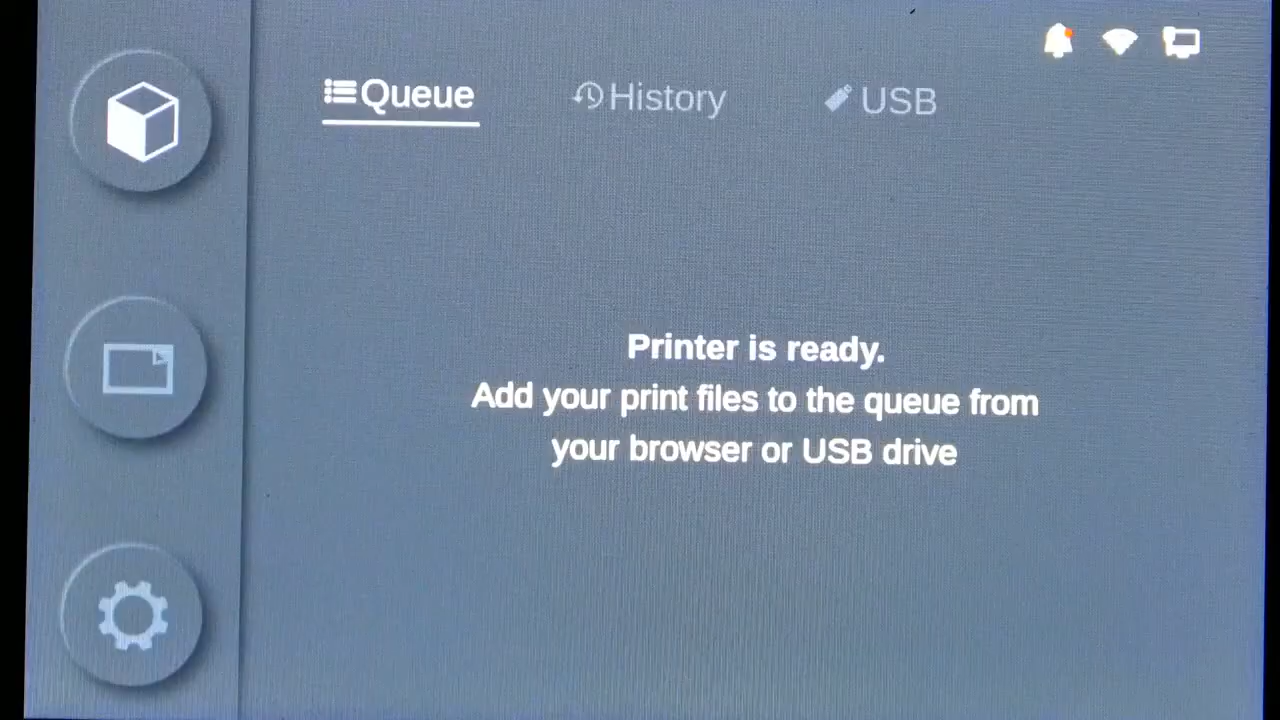 Queue History USB
Printer is ready.
Add your print files to the queue from
your browser or USB drive